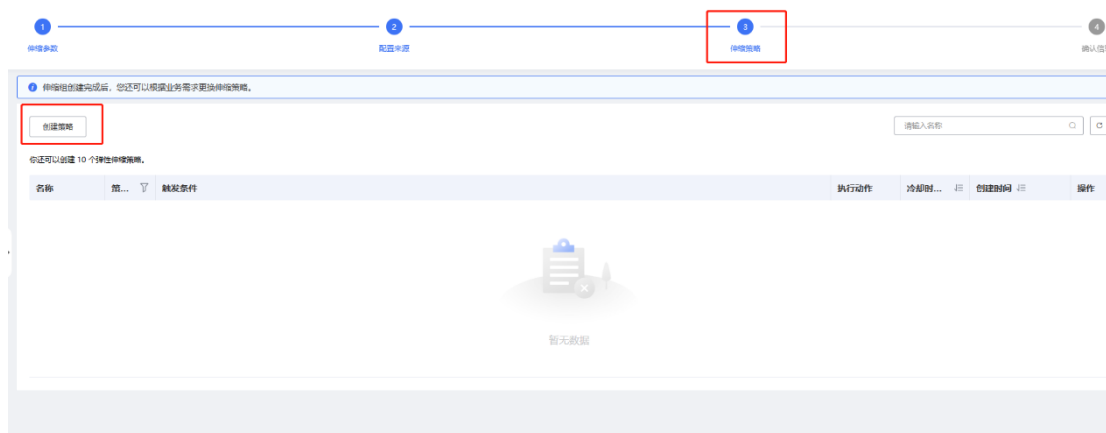 1
2
3
4
伸缩参数
配置来源
伸缩策略
确认信
伸缩组创建完成后，您还可以根据业务需求更换伸缩策略。
创建策略
请输入名称
你还可以创建 10 个弹性伸缩策略。
名称 策... 触发条件 执行动作 冷却时... 创建时间 操作
暂无数据